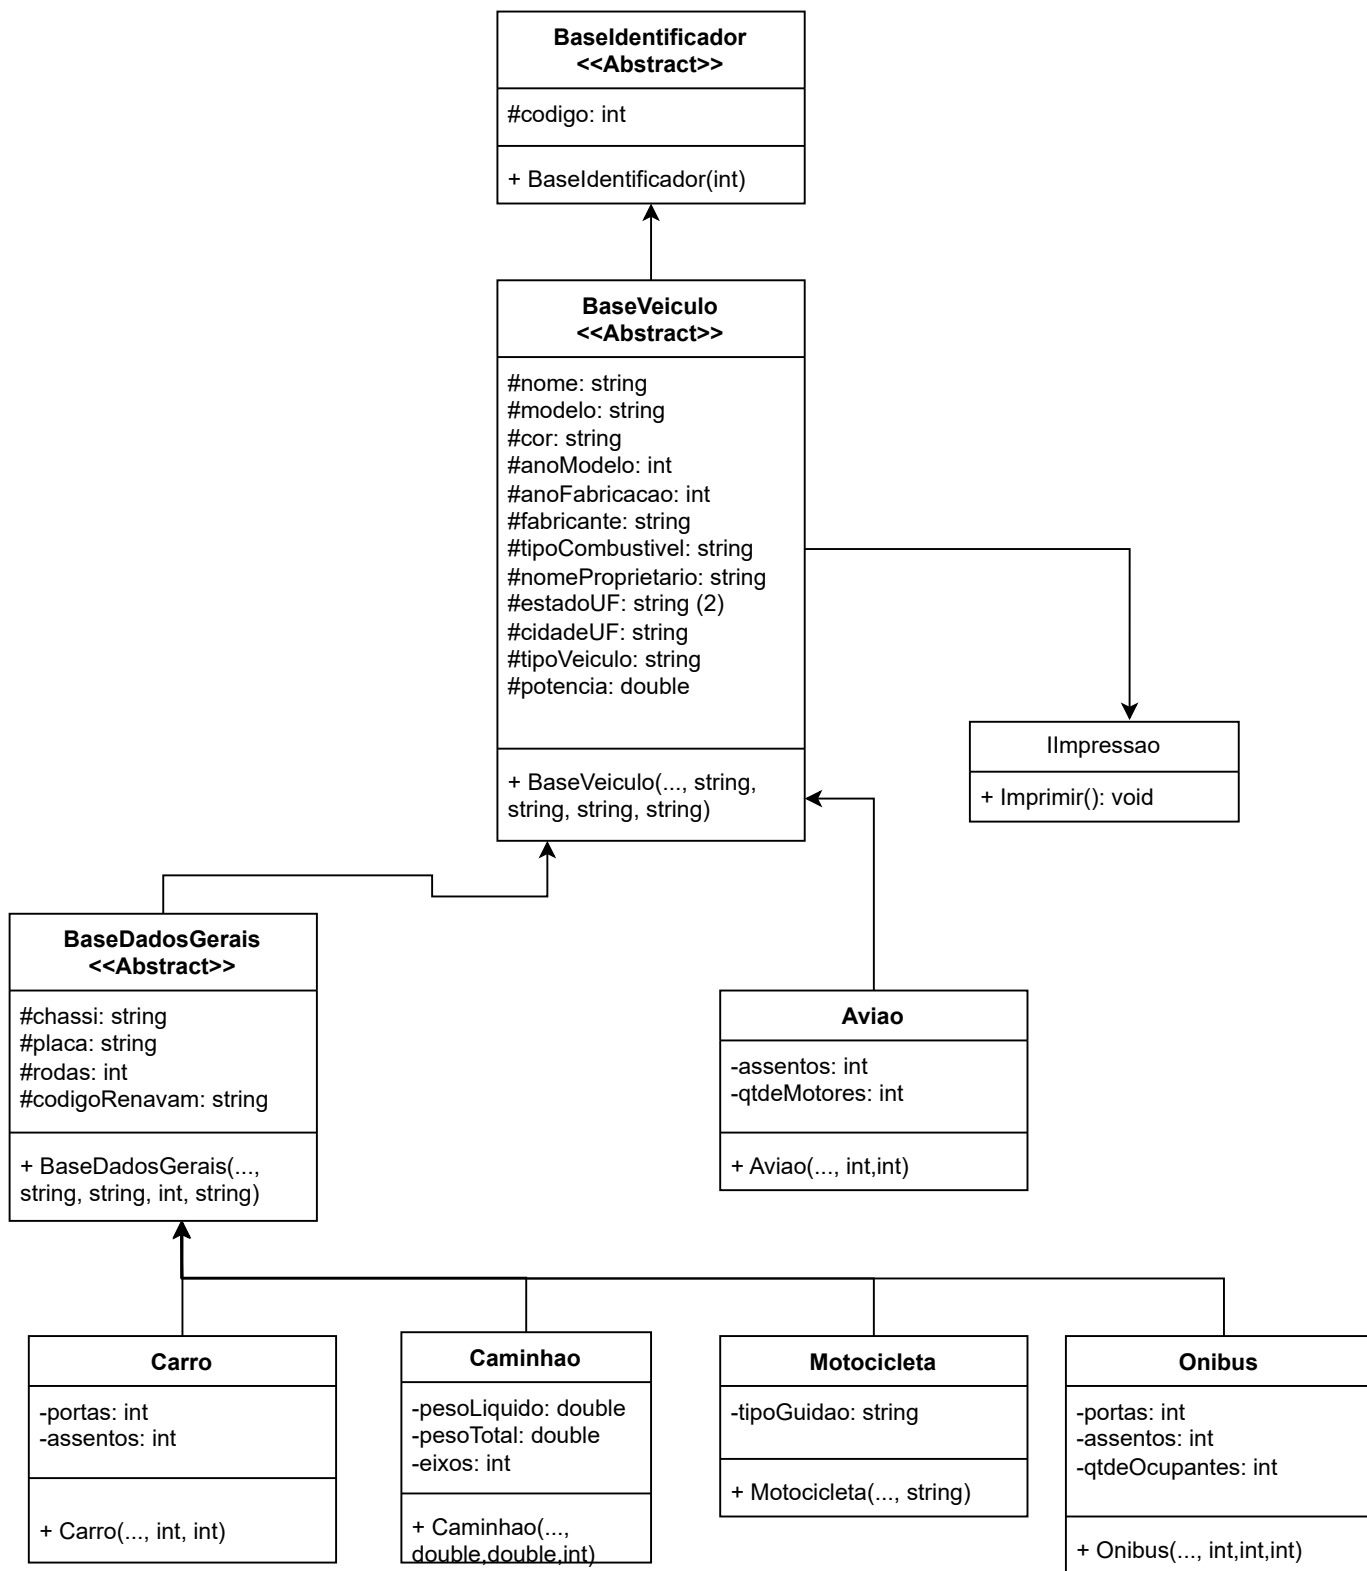 BaseIdentificador
<<Abstract>>
#codigo: int
+ BaseIdentificador(int)
BaseVeiculo
<<Abstract>>
#nome: string
#modelo: string
#cor: string
#anoModelo: int
#anoFabricacao: int
#fabricante: string
#tipoCombustivel: string
#nomeProprietario: string
#estadoUF: string (2)
#cidadeUF: string
#tipoVeiculo: string
#potencia: double
+ BaseVeiculo(..., string,
string, string, string)
IImpressao
+ Imprimir(): void
BaseDadosGerais
<<Abstract>>
#chassi: string
#placa: string
#rodas: int
#codigoRenavam: string
+ BaseDadosGerais(...,
string, string, int, string)
Aviao
-assentos: int
-qtdeMotores: int
+ Aviao(..., int,int)
Carro
-portas: int
-assentos: int
+ Carro(..., int, int)
Caminhao
-pesoLiquido: double
-pesoTotal: double
-eixos: int
+ Caminhao(...,
double,double,int)
Motocicleta
-tipoGuidao: string
+ Motocicleta(..., string)
Onibus
-portas: int
-assentos: int
-qtdeOcupantes: int
+ Onibus(..., int,int,int)